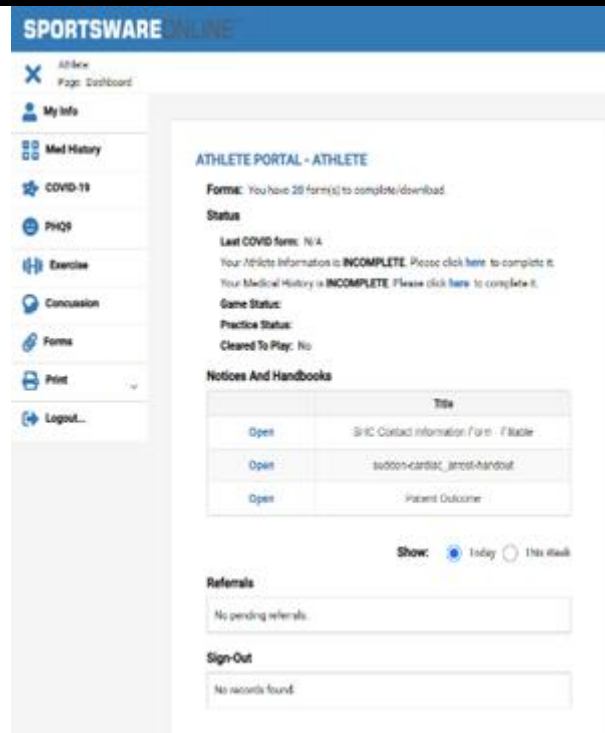 SPORTSWARE ONLINE
Athlete
Page: Dashboard
My Info
Med History
COVID-19
PHQ9
Exercise
Concussion
Forms
Print
Logout...
ATHLETE PORTAL - ATHLETE
Forms: You have 20 form(s) to complete/download.
Status
Last COVID form: N/A
Your Athlete Information is INCOMPLETE. Please click here to complete it.
Your Medical History is INCOMPLETE. Please click here to complete it.
Game Status:
Practice Status:
Cleared To Play: No
Notices And Handbooks
Title
Open Contact Information Form - Fillable
Open sudden-cardiac_arrest-handout
Open Patient Outcome
Show: Today This Week
Referrals
No pending referrals.
Sign-Out
No records found.